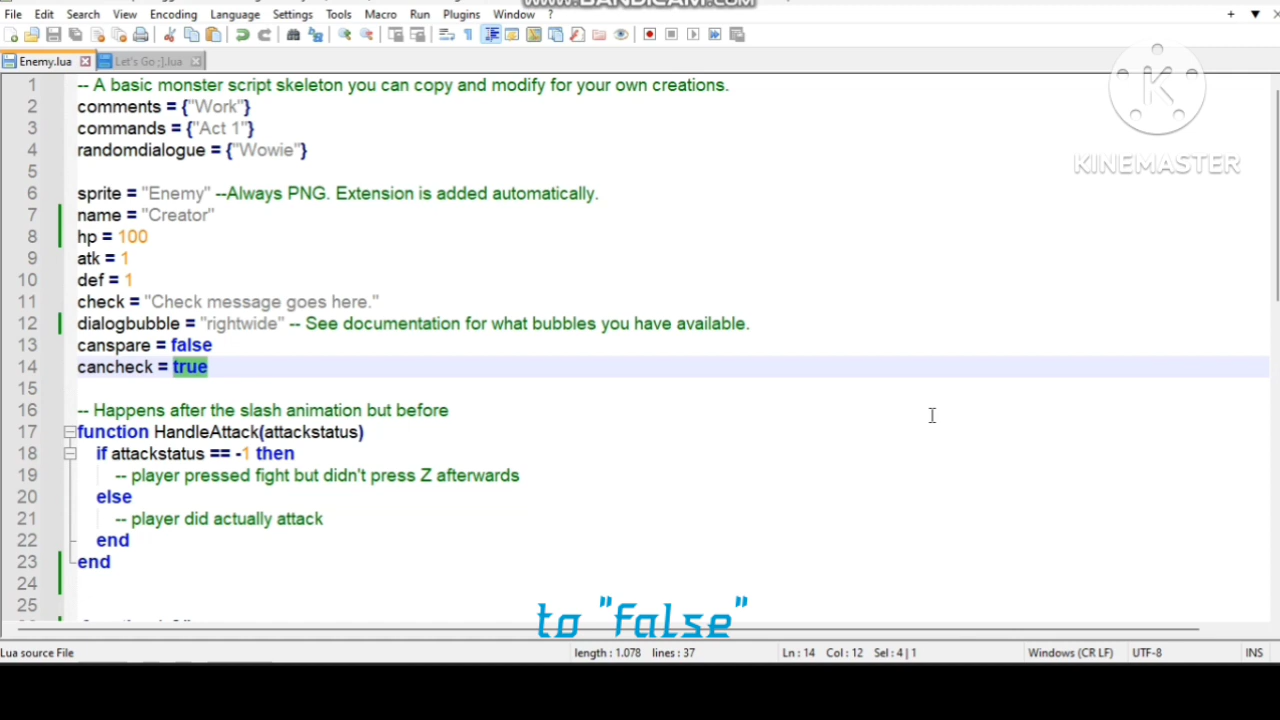 www.BANDICAM.com
File Edit Search View Encoding Language Settings Tools Macro Run Plugins Window ?
Enemy.lua Let's Go ;].lua
1 -- A basic monster script skeleton you can copy and modify for your own creations.
2 comments = {"Work"}
3 commands = {"Act 1"}
4 randomdialogue = {"Wowie"}
5
6 sprite = "Enemy" --Always PNG. Extension is added automatically.
7 name = "Creator"
8 hp = 100
9 atk = 1
10 def = 1
11 check = "Check message goes here."
12 dialogbubble = "rightwide" -- See documentation for what bubbles you have available.
13 canspare = false
14 cancheck = true
15
16 -- Happens after the slash animation but before
17 function HandleAttack(attackstatus)
18 if attackstatus == -1 then
19 -- player pressed fight but didn't press Z afterwards
20 else
21 -- player did actually attack
22 end
23 end
24
25
K
KINEMASTER
to "false"
Lua source File length : 1.078 lines : 37 Ln : 14 Col : 12 Sel : 4 | 1 Windows (CR LF) UTF-8 INS